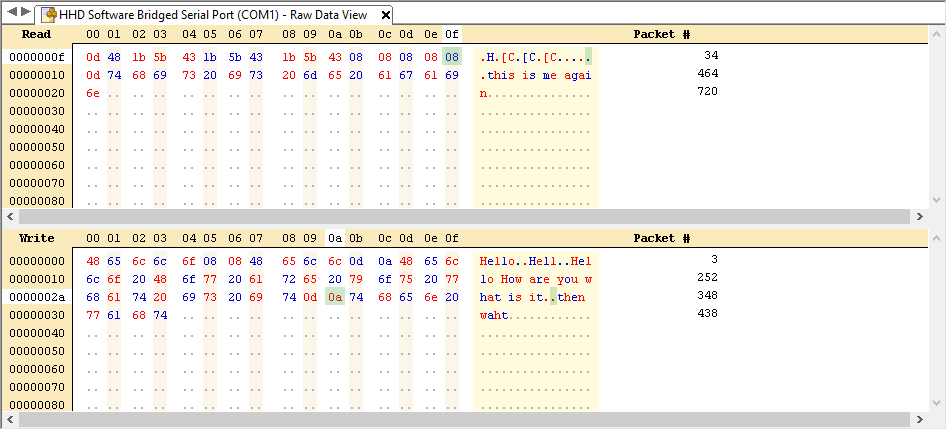 HHD Software Bridged Serial Port (COM1) - Raw Data View
Read 00 01 02 03 04 05 06 07 08 09 0a 0b 0c 0d 0e 0f Packet #
0000000f 0d 48 1b 5b 43 1b 5b 43 1b 5b 43 08 08 08 08 08 .H.[C.[C.[C..... 34
00000010 0d 74 68 69 73 20 69 73 20 6d 65 20 61 67 61 69 .this is me agai 464
00000020 6e .. .. .. .. .. .. .. .. .. .. .. .. .. .. .. n............... 720
00000030 .. .. .. .. .. .. .. .. .. .. .. .. .. .. .. .. ................
00000040 .. .. .. .. .. .. .. .. .. .. .. .. .. .. .. .. ................
00000050 .. .. .. .. .. .. .. .. .. .. .. .. .. .. .. .. ................
00000060 .. .. .. .. .. .. .. .. .. .. .. .. .. .. .. .. ................
00000070 .. .. .. .. .. .. .. .. .. .. .. .. .. .. .. .. ................
00000080 .. .. .. .. .. .. .. .. .. .. .. .. .. .. .. .. ................
Write 00 01 02 03 04 05 06 07 08 09 0a 0b 0c 0d 0e 0f Packet #
00000000 48 65 6c 6c 6f 08 08 48 65 6c 6c 0d 0a 48 65 6c Hello..Hell..Hel 3
00000010 6c 6f 20 48 6f 77 20 61 72 65 20 79 6f 75 20 77 lo How are you w 252
0000002a 68 61 74 20 69 73 20 69 74 0d 0a 74 68 65 6e 20 hat is it..then 348
00000030 77 61 68 74 .. .. .. .. .. .. .. .. .. .. .. .. waht............ 438
00000040 .. .. .. .. .. .. .. .. .. .. .. .. .. .. .. .. ................
00000050 .. .. .. .. .. .. .. .. .. .. .. .. .. .. .. .. ................
00000060 .. .. .. .. .. .. .. .. .. .. .. .. .. .. .. .. ................
00000070 .. .. .. .. .. .. .. .. .. .. .. .. .. .. .. .. ................
00000080 .. .. .. .. .. .. .. .. .. .. .. .. .. .. .. .. ................